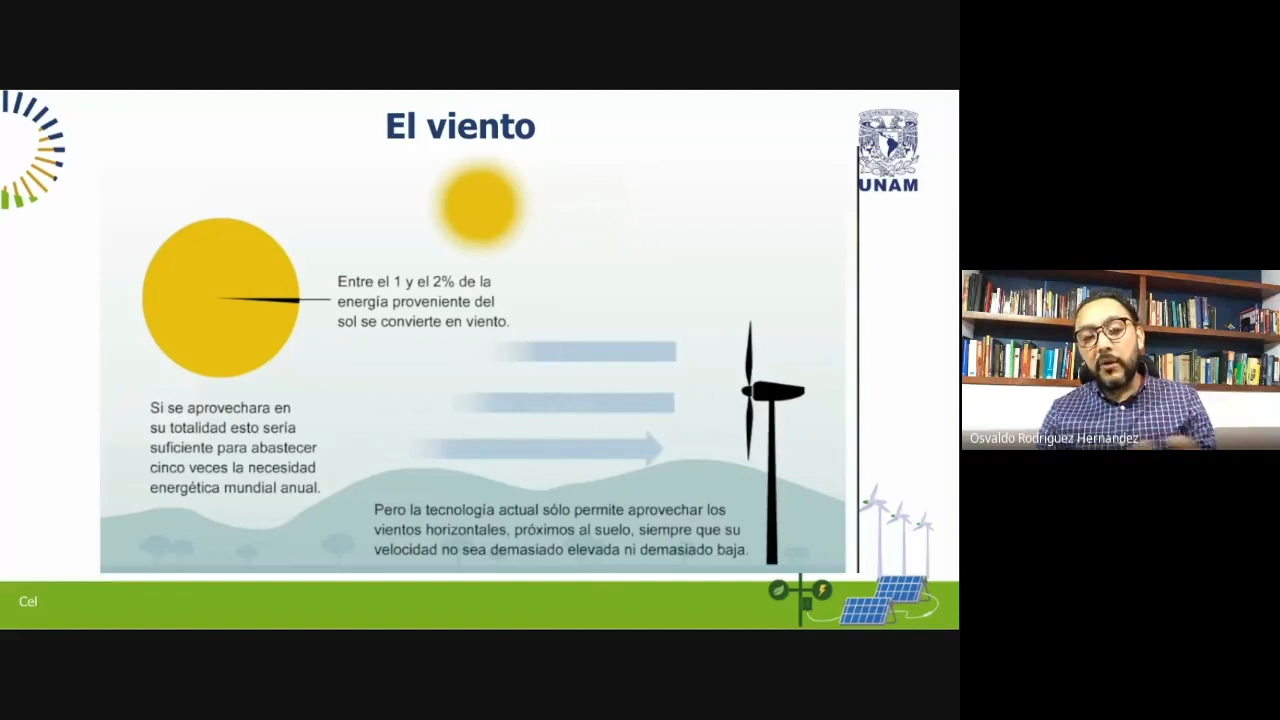 El viento
UNAM
Entre el 1 y el 2% de la
energía proveniente del
sol se convierte en viento.
Si se aprovechara en
su totalidad esto sería
suficiente para abastecer
cinco veces la necesidad
energética mundial anual.
Pero la tecnología actual sólo permite aprovechar los
vientos horizontales, próximos al suelo, siempre que su
velocidad no sea demasiado elevada ni demasiado baja.
Cel
Osvaldo Rodríguez Hernández